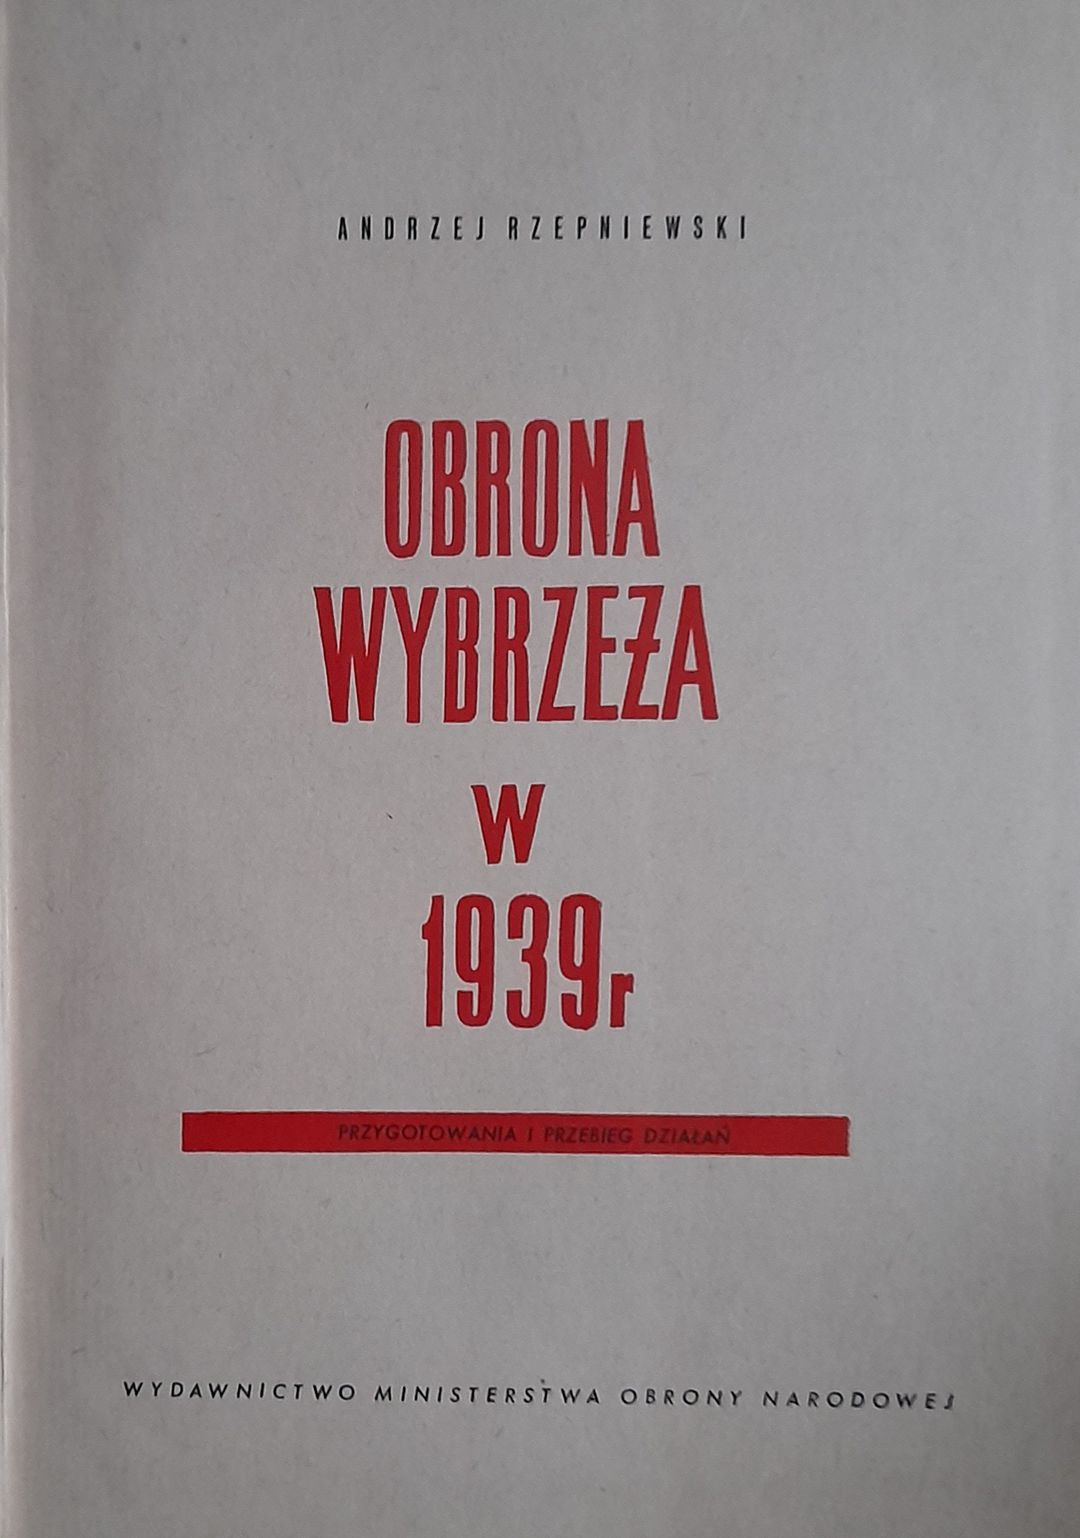 ANDRZEJ RZEPNIEWSKI
OBRONA
WYBRZEŻA
W
1939r
PRZYGOTOWANIA I PRZEBIEG DZIAŁAŃ
WYDAWNICTWO MINISTERSTWA OBRONY NARODOWEJ